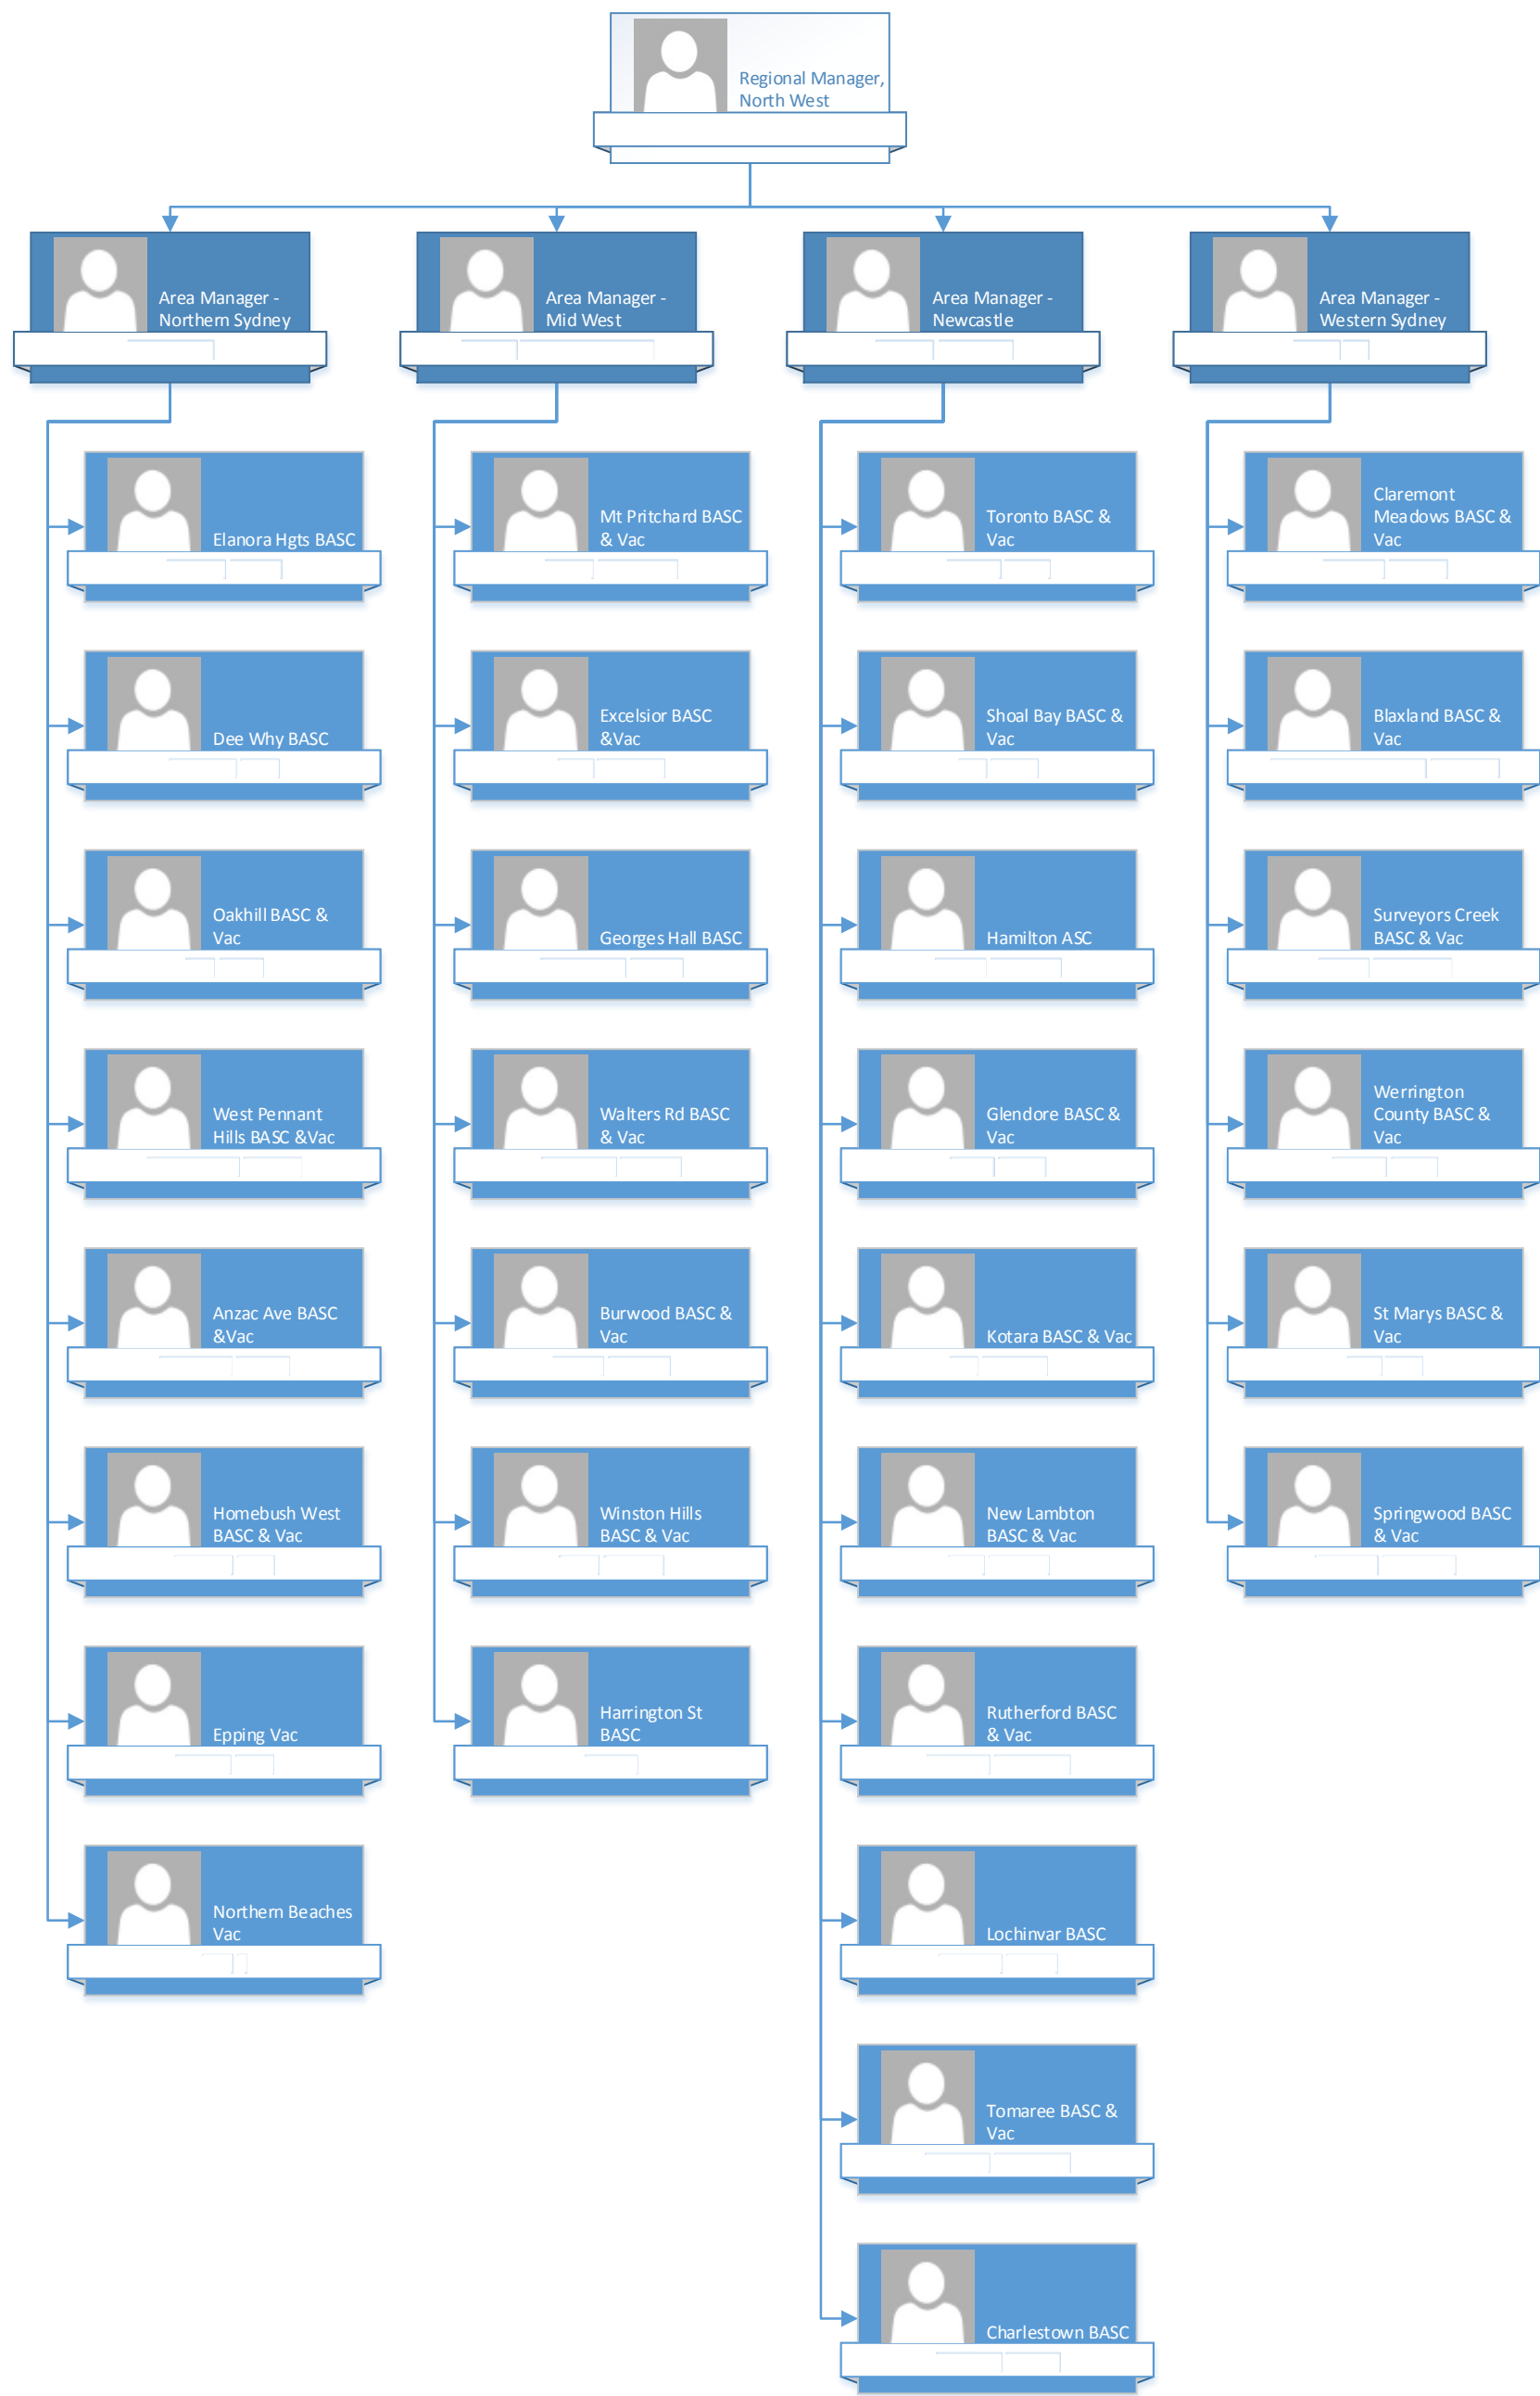 Regional Manager,
North West
Area Manager -
Northern Sydney
Area Manager -
Mid West
Area Manager -
Newcastle
Area Manager -
Western Sydney
Elanora Hgts BASC
Dee Why BASC
Oakhill BASC &
Vac
West Pennant
Hills BASC &Vac
Anzac Ave BASC
&Vac
Homebush West
BASC & Vac
Epping Vac
Northern Beaches
Vac
Mt Pritchard BASC
& Vac
Excelsior BASC
&Vac
Georges Hall BASC
Walters Rd BASC
& Vac
Burwood BASC &
Vac
Winston Hills
BASC & Vac
Harrington St
BASC
Toronto BASC &
Vac
Shoal Bay BASC &
Vac
Hamilton ASC
Glendore BASC &
Vac
Kotara BASC & Vac
New Lambton
BASC & Vac
Rutherford BASC
& Vac
Lochinvar BASC
Tomaree BASC &
Vac
Charlestown BASC
Claremont
Meadows BASC &
Vac
Blaxland BASC &
Vac
Surveyors Creek
BASC & Vac
Werrington
County BASC &
Vac
St Marys BASC &
Vac
Springwood BASC
& Vac